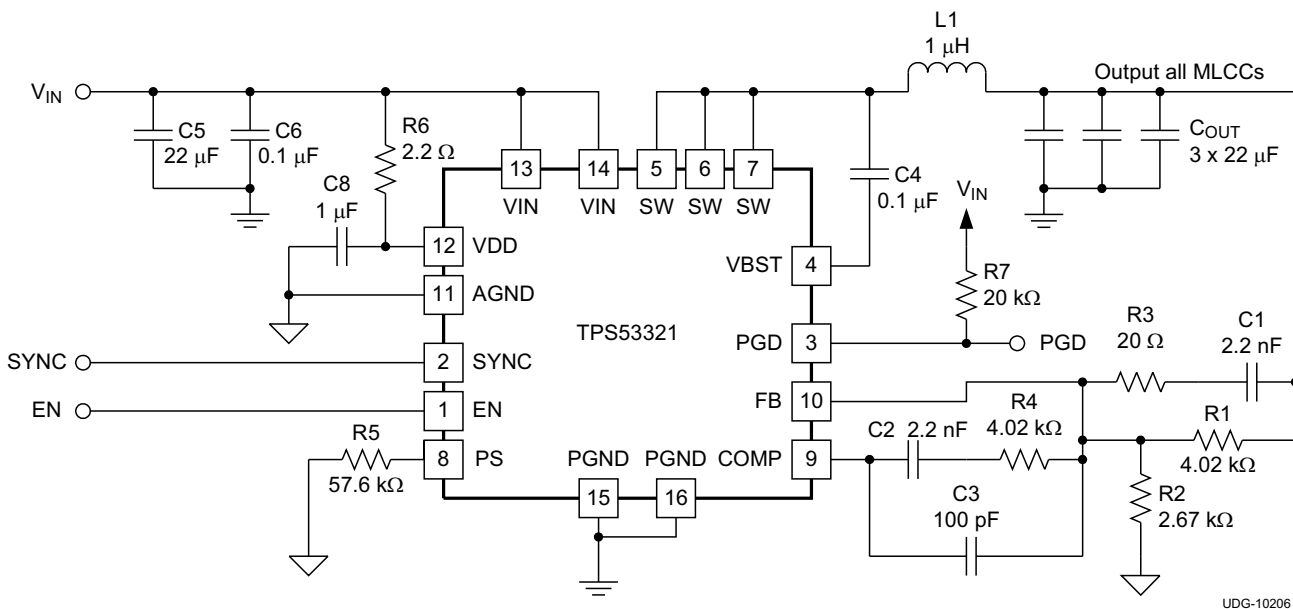 L1
1 μH
Output all MLCCs
VIN
C5
22 μF
C6
0.1 μF
R6
2.2 Ω
C8
1 μF
13
14
5
6
7
VIN
VIN
SW
SW
SW
C4
0.1 μF
COUT
3 x 22 μF
VIN
12
VDD
VBST
4
R7
20 kΩ
11
AGND
TPS53321
SYNC
2
SYNC
PGD
3
PGD
R3
20 Ω
C1
2.2 nF
EN
1
EN
FB
10
R4
4.02 kΩ
R1
4.02 kΩ
C2
2.2 nF
R5
57.6 kΩ
8
PS
PGND
PGND
COMP
9
15
16
C3
100 pF
R2
2.67 kΩ
UDG-10206